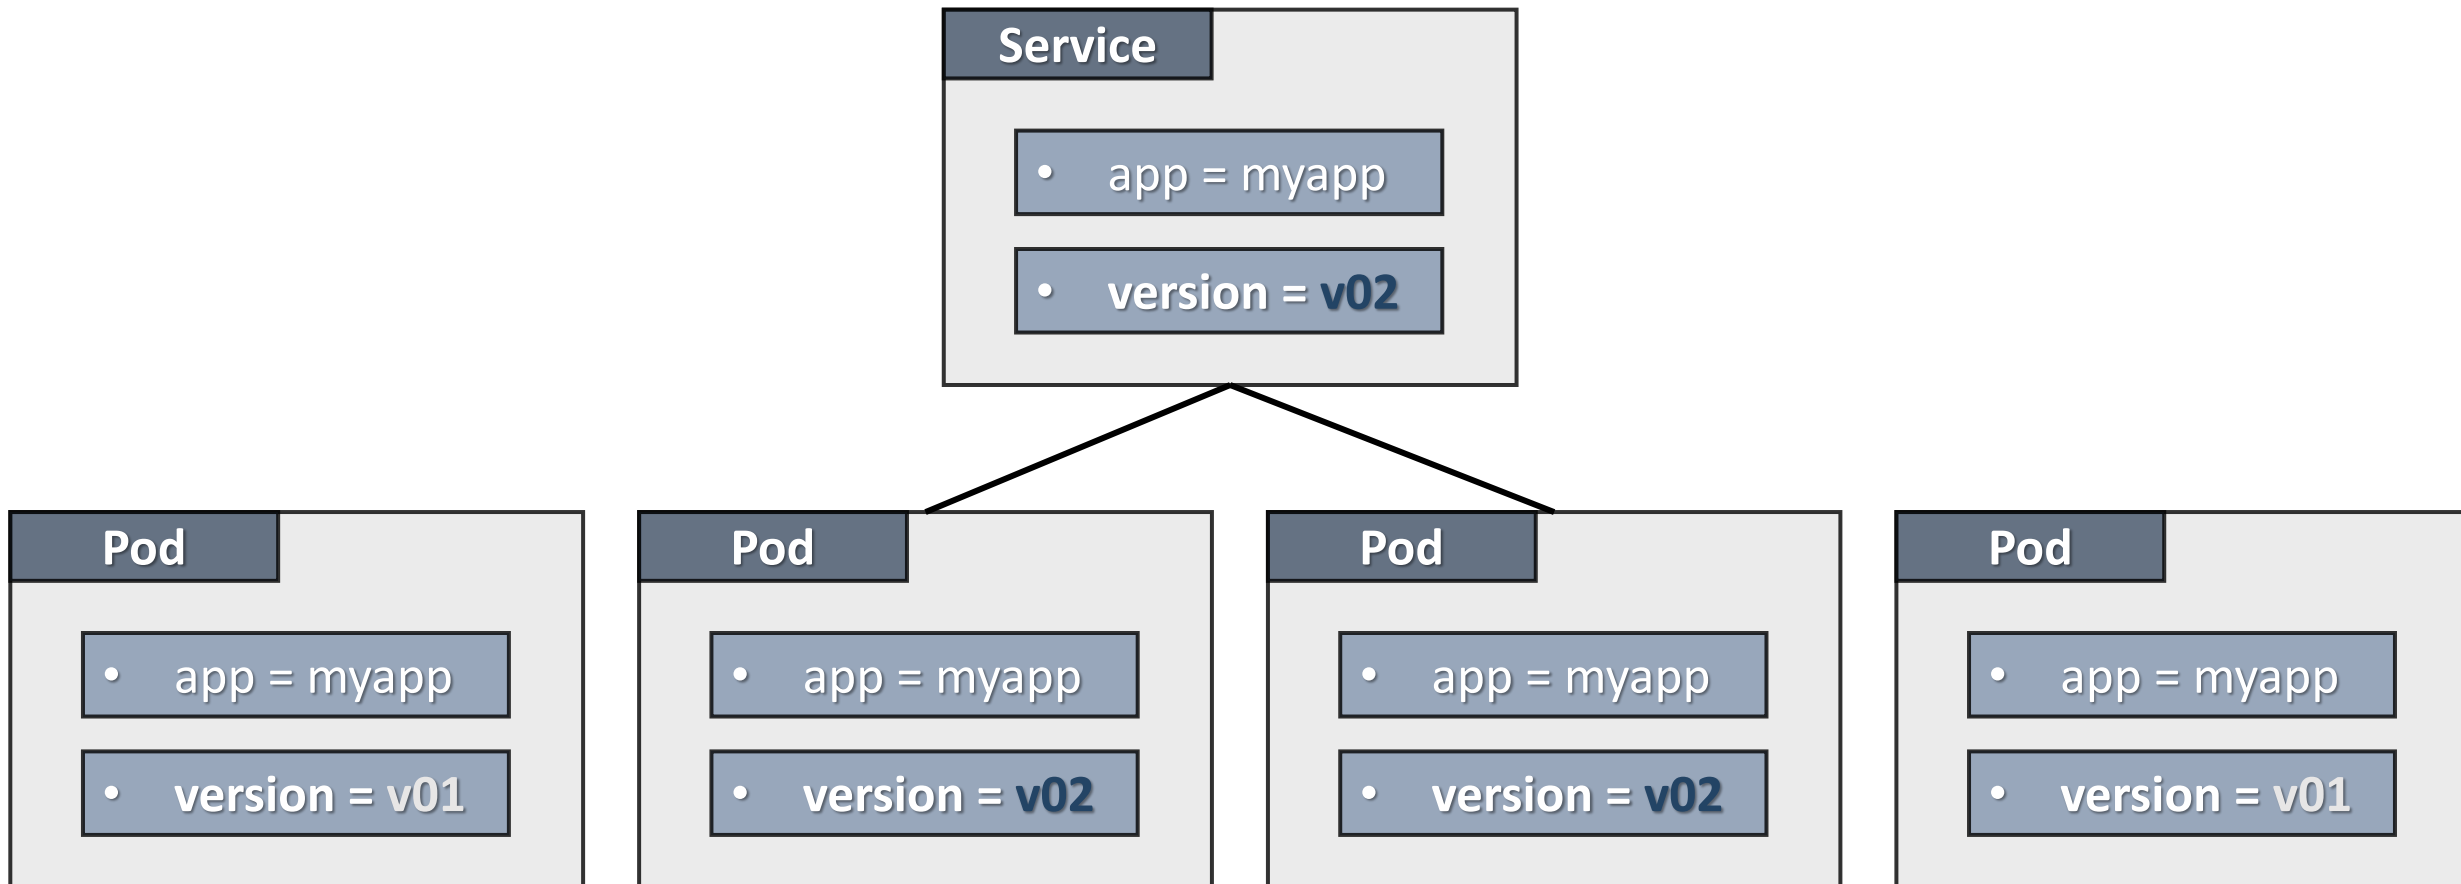 Service
• app = myapp
• version = v02
Pod
• app = myapp
• version = v01
Pod
• app = myapp
• version = v02
Pod
• app = myapp
• version = v02
Pod
• app = myapp
• version = v01